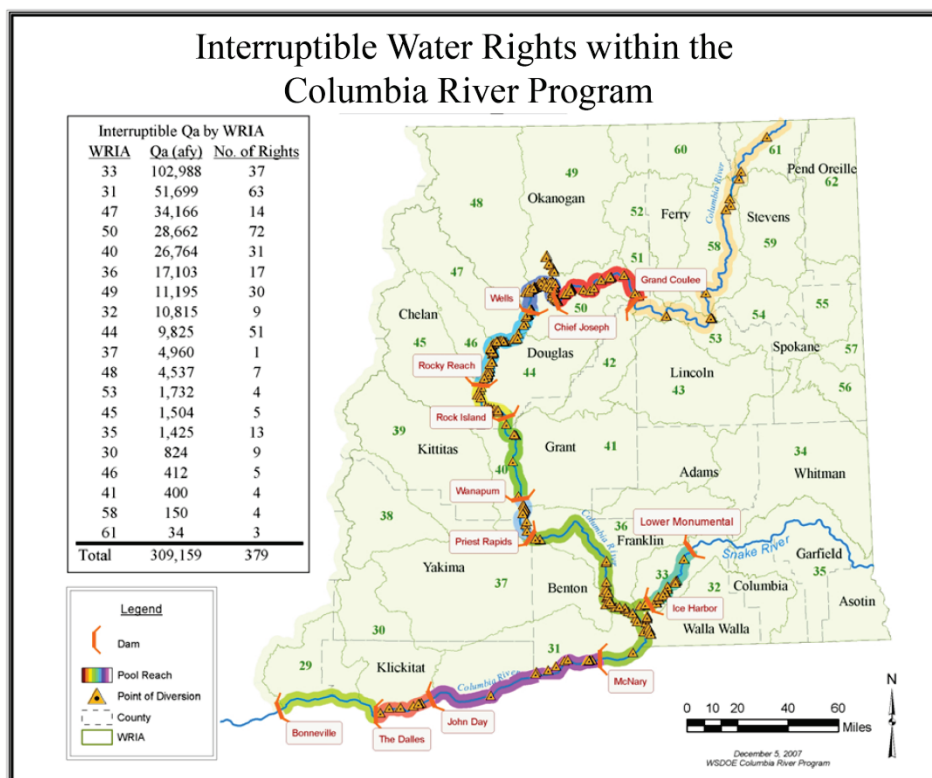 Interruptible Water Rights within the
Columbia River Program
Interruptible Qa by WRIA
WRIA Qa (afy) No. of Rights
33 102,988 37
31 51,699 63
47 34,166 14
50 28,662 72
40 26,764 31
36 17,103 17
49 11,195 30
32 10,815 9
44 9,825 51
37 4,960 1
48 4,537 7
53 1,732 4
45 1,504 5
35 1,425 13
30 824 9
46 412 5
41 400 4
58 150 4
61 34 3
Total 309,159 379
Legend
Dam
Pool Reach
Point of Diversion
County
WRIA
60
61
Pend Oreille
62
49
Okanogan
48
52
Ferry
Columbia River
Stevens
58
59
47
51
Grand Coulee
Wells
50
Chief Joseph
55
54
53
Chelan
45
46
Douglas
44
42
Spokane
57
Rocky Reach
Lincoln
43
56
Rock Island
39
Kittitas
40
Grant
41
34
Adams
Whitman
Wanapum
38
Priest Rapids
Columbia River
36
Franklin
Lower Monumental
Snake River
Garfield
35
Yakima
37
Benton
33
32
Columbia
Asotin
Ice Harbor
Walla Walla
30
29
Klickitat
31
Columbia River
McNary
Bonneville
The Dalles
John Day
N
0 10 20 40 60
Miles
December 5, 2007
WSDOE Columbia River Program